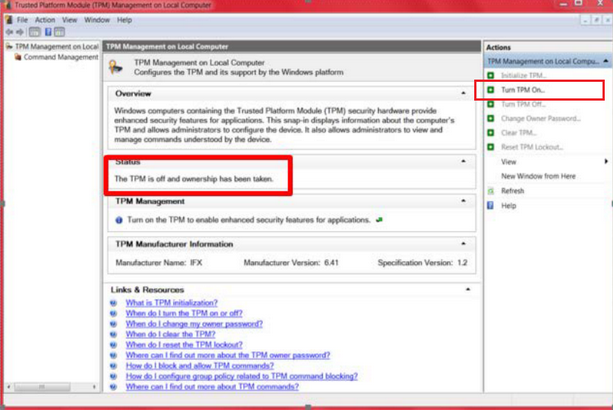 Trusted Platform Module (TPM) Management on Local Computer
File Action View Window Help
TPM Management on Local
Command Management
TPM Management on Local Computer
TPM Management on Local Computer
Configures the TPM and its support by the Windows platform
Overview
Windows computers containing the Trusted Platform Module (TPM) security hardware provide
enhanced security features for applications. This snap-in displays information about the computer's
TPM and allows administrators to configure the device. It also allows administrators to view and
manage commands understood by the device.
Status
The TPM is off and ownership has been taken.
TPM Management
Turn on the TPM to enable enhanced security features for applications.
TPM Manufacturer Information
Manufacturer Name: IFX Manufacturer Version: 6.41 Specification Version: 1.2
Links & Resources
What is TPM initialization?
When do I turn the TPM on or off?
When do I change my owner password?
When do I clear the TPM?
When do I reset the TPM lockout?
Where can I find out more about the TPM owner password?
How do I block and allow TPM commands?
How do I configure group policy related to TPM command blocking?
Where can I find out more about TPM commands?
Actions
TPM Management on Local Compu...
Initialize TPM...
Turn TPM On...
Turn TPM Off...
Change Owner Password...
Clear TPM...
Reset TPM Lockout...
View
New Window from Here
Refresh
Help